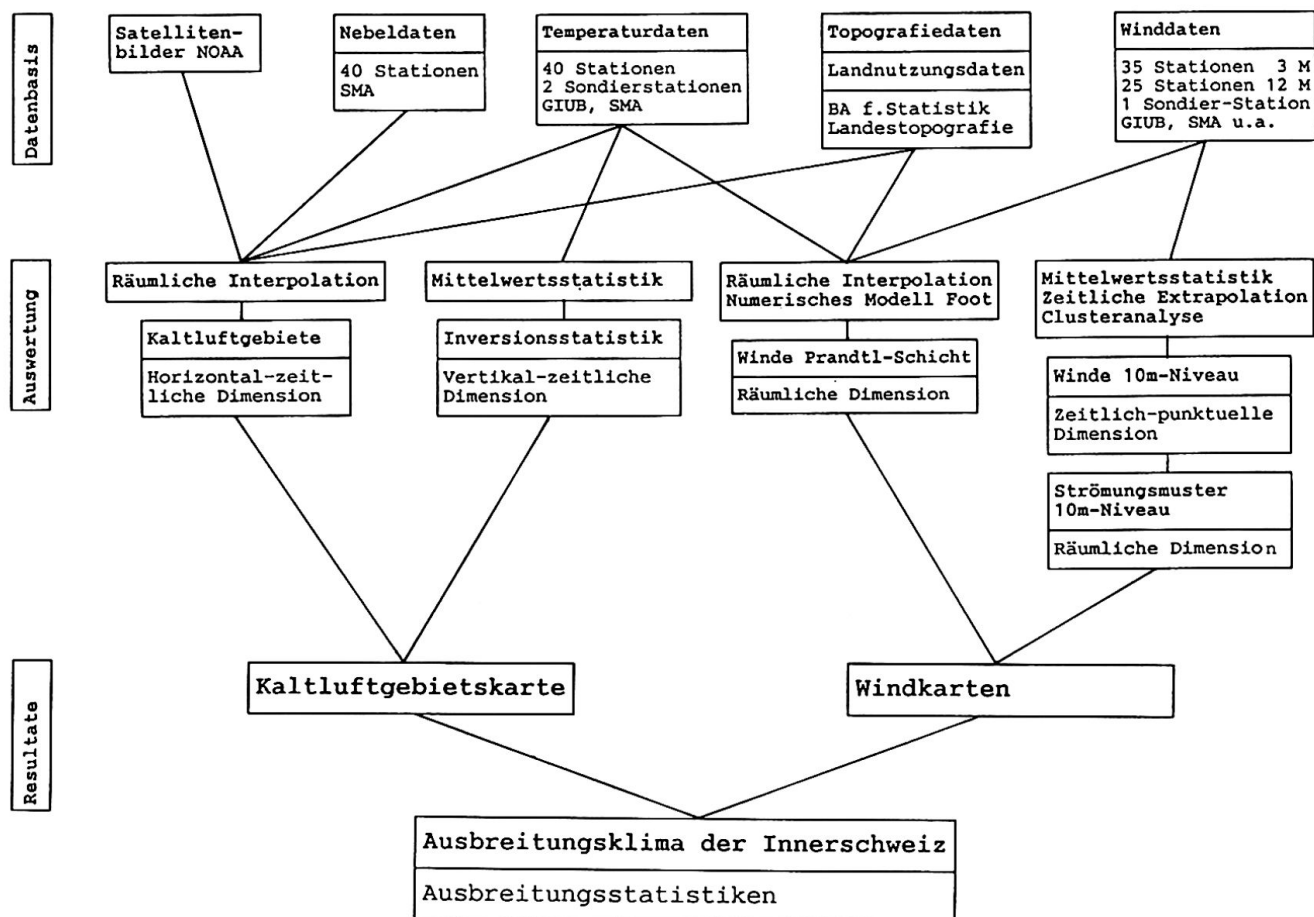 Datenbasis
Satelliten-
bilder NOAA
Nebeldaten
40 Stationen
SMA
Temperaturdaten
40 Stationen
2 Sondierstationen
GIUB, SMA
Topografiedaten
Landnutzungsdaten
BA f.Statistik
Landestopografie
Winddaten
35 Stationen 3 M
25 Stationen 12 M
1 Sondier-Station
GIUB, SMA u.a.
Auswertung
Räumliche Interpolation
Kaltluftgebiete
Horizontal-zeit-
liche Dimension
Mittelwertsstatistik
Inversionsstatistik
Vertikal-zeitliche
Dimension
Räumliche Interpolation
Numerisches Modell Foot
Winde Prandtl-Schicht
Räumliche Dimension
Mittelwertsstatistik
Zeitliche Extrapolation
Clusteranalyse
Winde 10m-Niveau
Zeitlich-punktuelle
Dimension
Strömungsmuster
10m-Niveau
Räumliche Dimension
Resultate
Kaltluftgebietskarte
Windkarten
Ausbreitungsklima der Innerschweiz
Ausbreitungsstatistiken